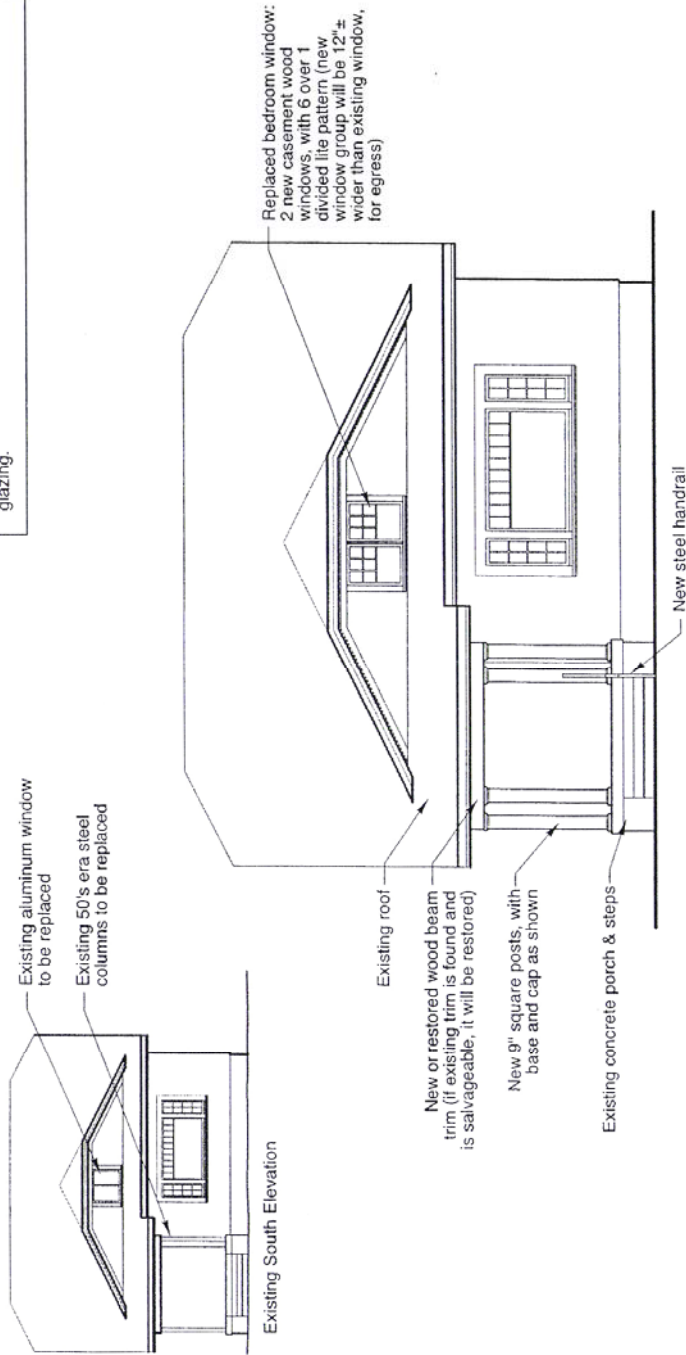 glazing.
Existing aluminum window
to be replaced
Existing 50's era steel
columns to be replaced
Existing South Elevation
Replaced bedroom window:
2 new casement wood
windows, with 6 over 1
divided lite pattern (new
window group will be 12"±
wider than existing window,
for egress)
Existing roof
New or restored wood beam
trim (if existing trim is found and
is salvageable, it will be restored)
New 9" square posts, with
base and cap as shown
Existing concrete porch & steps
New steel handrail